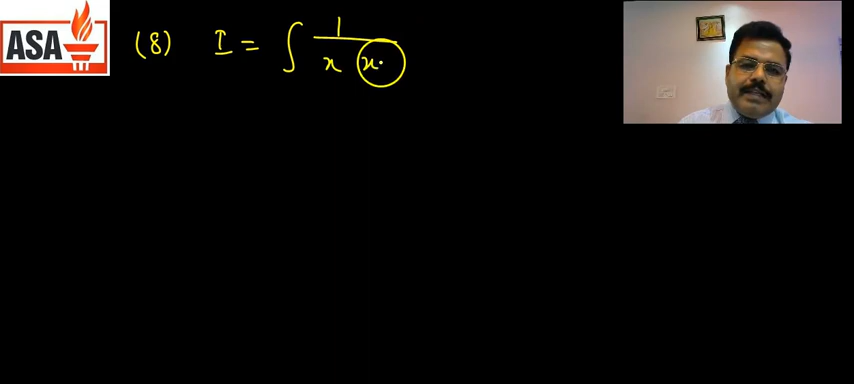 ASA
(8) I = ∫ 1 / x x.